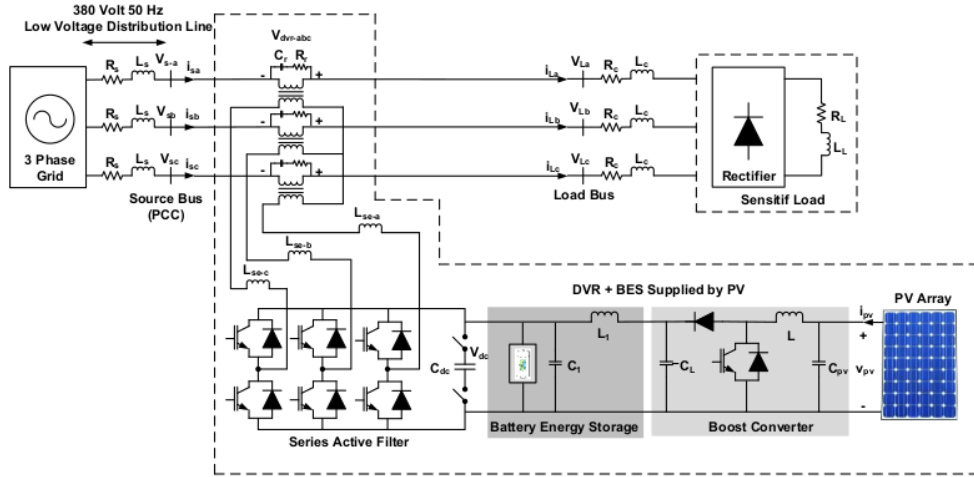 380 Volt 50 Hz
Low Voltage Distribution Line
Vdvr-abc
Cr Rr
Rs Ls Vs-a isa
- +
iLa VLa Rc Lc
Rs Ls Vsb isb
- +
iLb VLb Rc Lc
RL
LL
3 Phase
Grid
Rs Ls Vsc isc
- +
iLc VLc Rc Lc
Rectifier
Source Bus
(PCC)
Load Bus
Sensitif Load
Lse-a
Lse-b
Lse-c
DVR + BES Supplied by PV
PV Array
L1
L
ipv
+
Vdc
Cdc
C1
CL
Cpv
vpv
-
Series Active Filter
Battery Energy Storage
Boost Converter